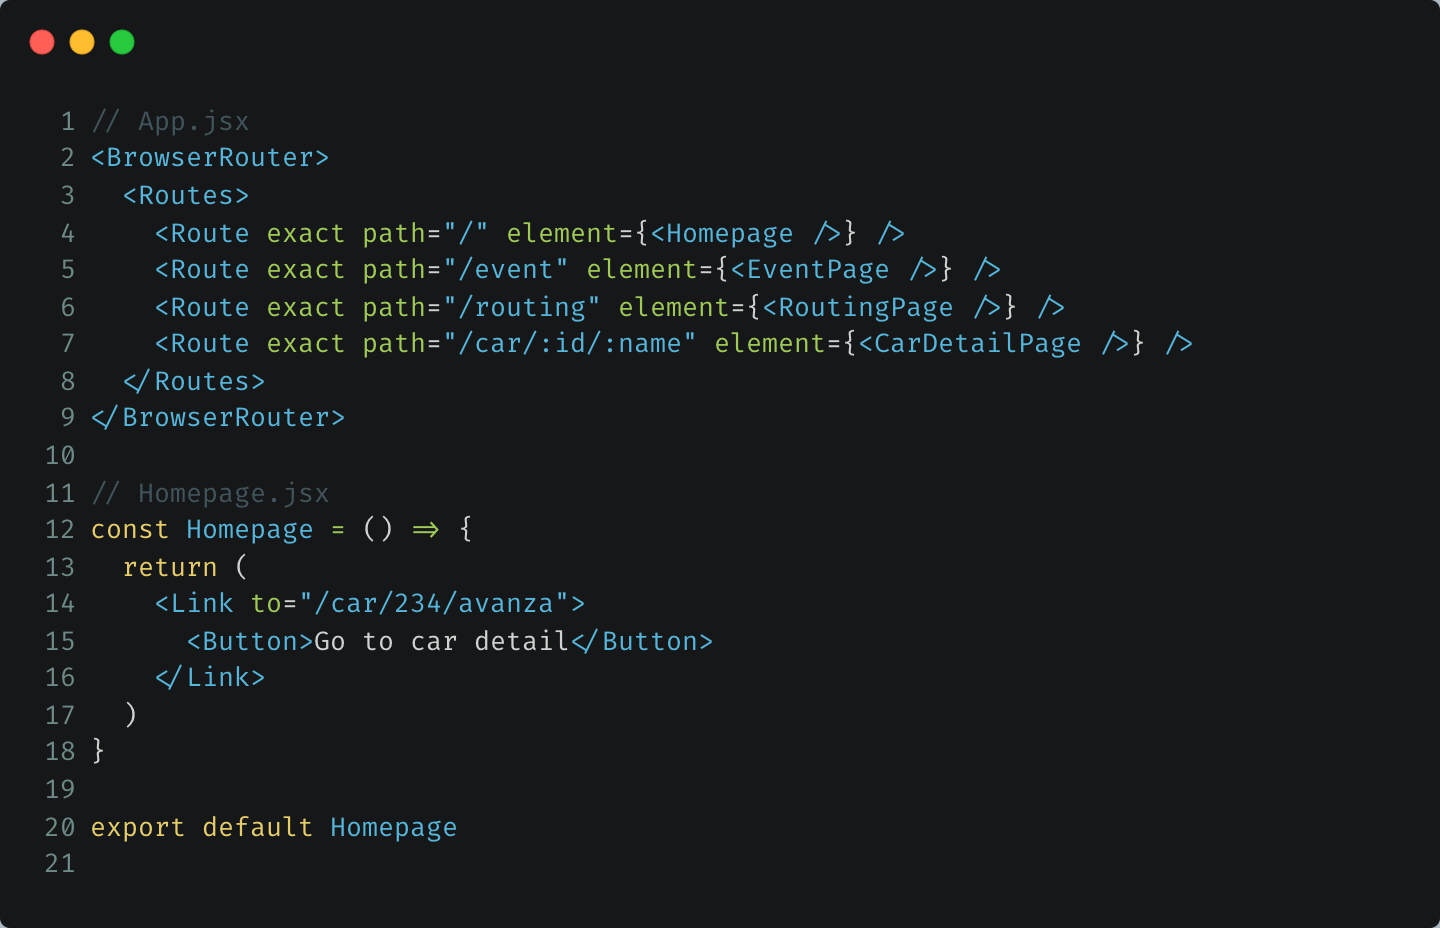 1 // App.jsx
2 <BrowserRouter>
3   <Routes>
4     <Route exact path="/" element={<Homepage />} />
5     <Route exact path="/event" element={<EventPage />} />
6     <Route exact path="/routing" element={<RoutingPage />} />
7     <Route exact path="/car/:id/:name" element={<CarDetailPage />} />
8   </Routes>
9 </BrowserRouter>
10
11 // Homepage.jsx
12 const Homepage = () => {
13   return (
14     <Link to="/car/234/avanza">
15       <Button>Go to car detail</Button>
16     </Link>
17   )
18 }
19
20 export default Homepage
21